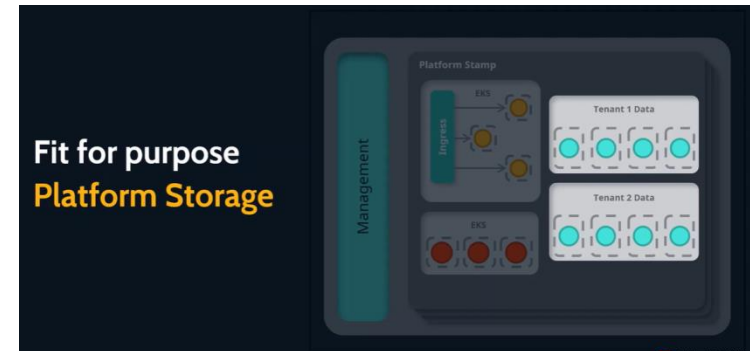 Fit for purpose
Platform Storage
Management
Platform Stamp
EKS
Ingress
EKS
Tenant 1 Data
Tenant 2 Data